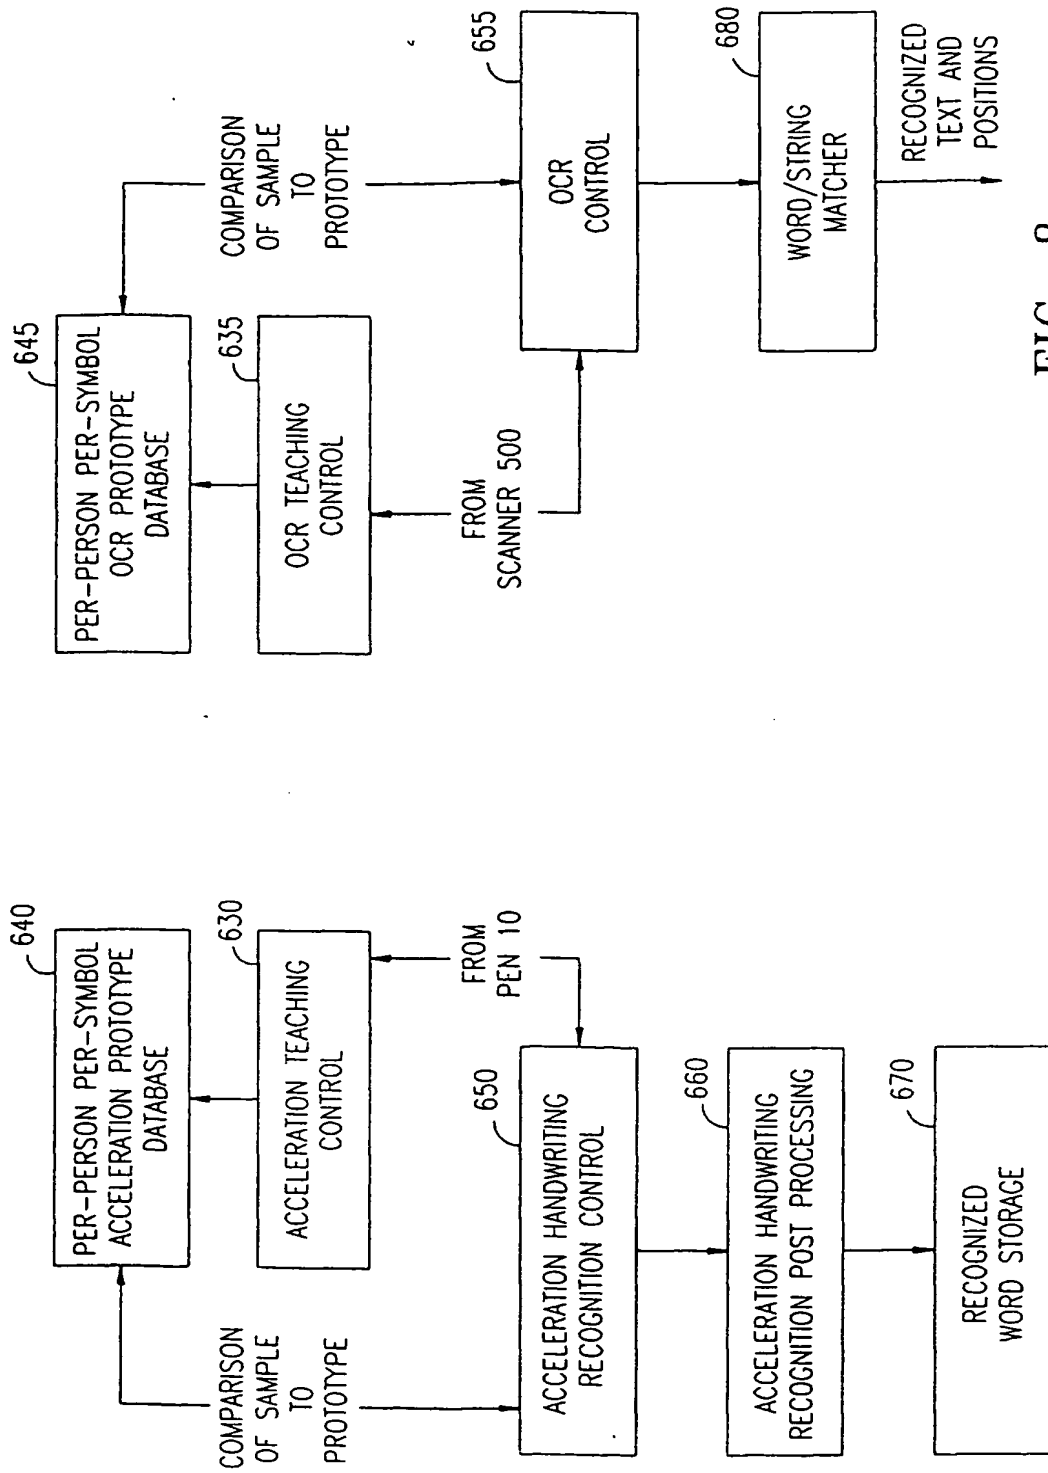 640
PER-PERSON PER-SYMBOL
ACCELERATION PROTOTYPE
DATABASE
630
ACCELERATION TEACHING
CONTROL
COMPARISON
OF SAMPLE
TO
PROTOTYPE
FROM
PEN 10
650
ACCELERATION HANDWRITING
RECOGNITION CONTROL
660
ACCELERATION HANDWRITING
RECOGNITION POST PROCESSING
670
RECOGNIZED
WORD STORAGE
645
PER-PERSON PER-SYMBOL
OCR PROTOTYPE
DATABASE
635
OCR TEACHING
CONTROL
COMPARISON
OF SAMPLE
TO
PROTOTYPE
FROM
SCANNER 500
655
OCR
CONTROL
680
WORD/STRING
MATCHER
RECOGNIZED
TEXT AND
POSITIONS